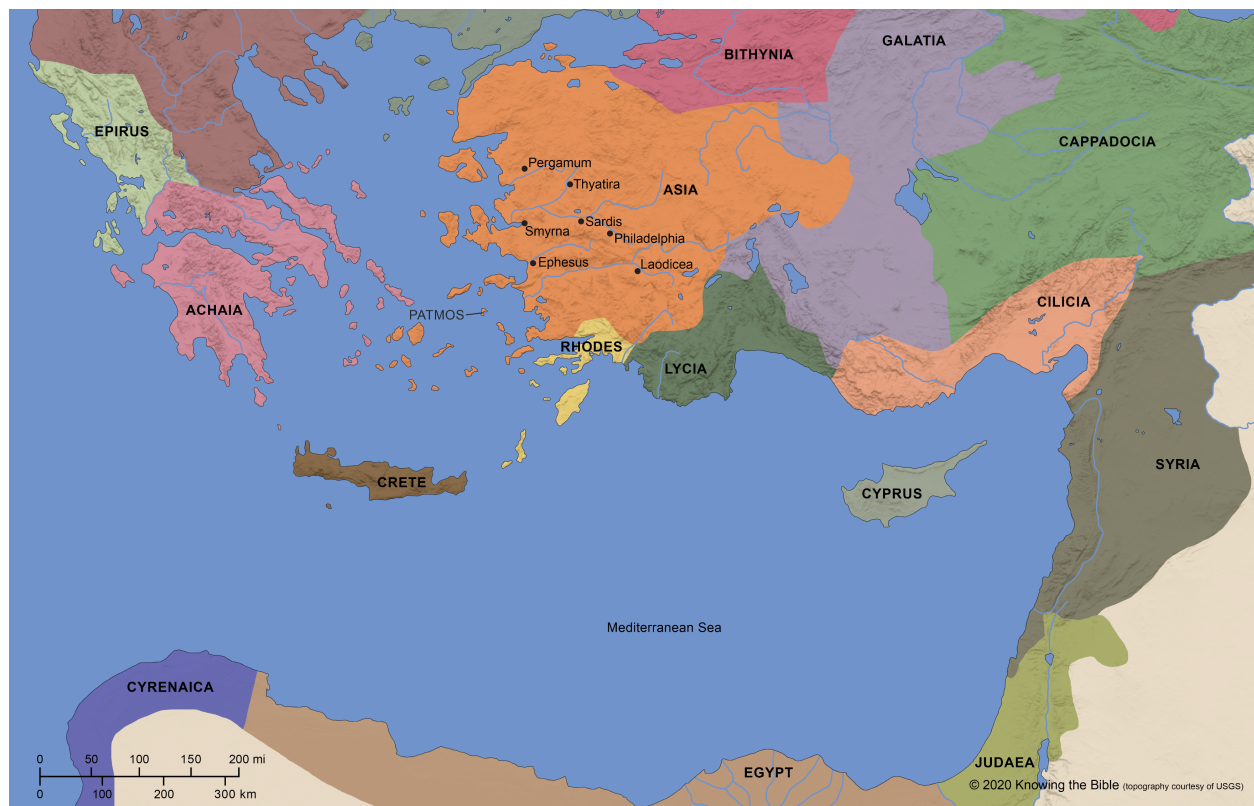 BITHYNIA
GALATIA
EPIRUS
CAPPADOCIA
Pergamum
Thyatira
ASIA
Sardis
Smyrna
Philadelphia
Ephesus
Laodicea
CILICIA
ACHAIA
PATMOS
RHODES
LYCIA
SYRIA
CRETE
CYPRUS
Mediterranean Sea
CYRENAICA
0 50 100 150 200 mi
0 100 200 300 km
EGYPT
JUDAEA
© 2020 Knowing the Bible (topography courtesy of USGS)